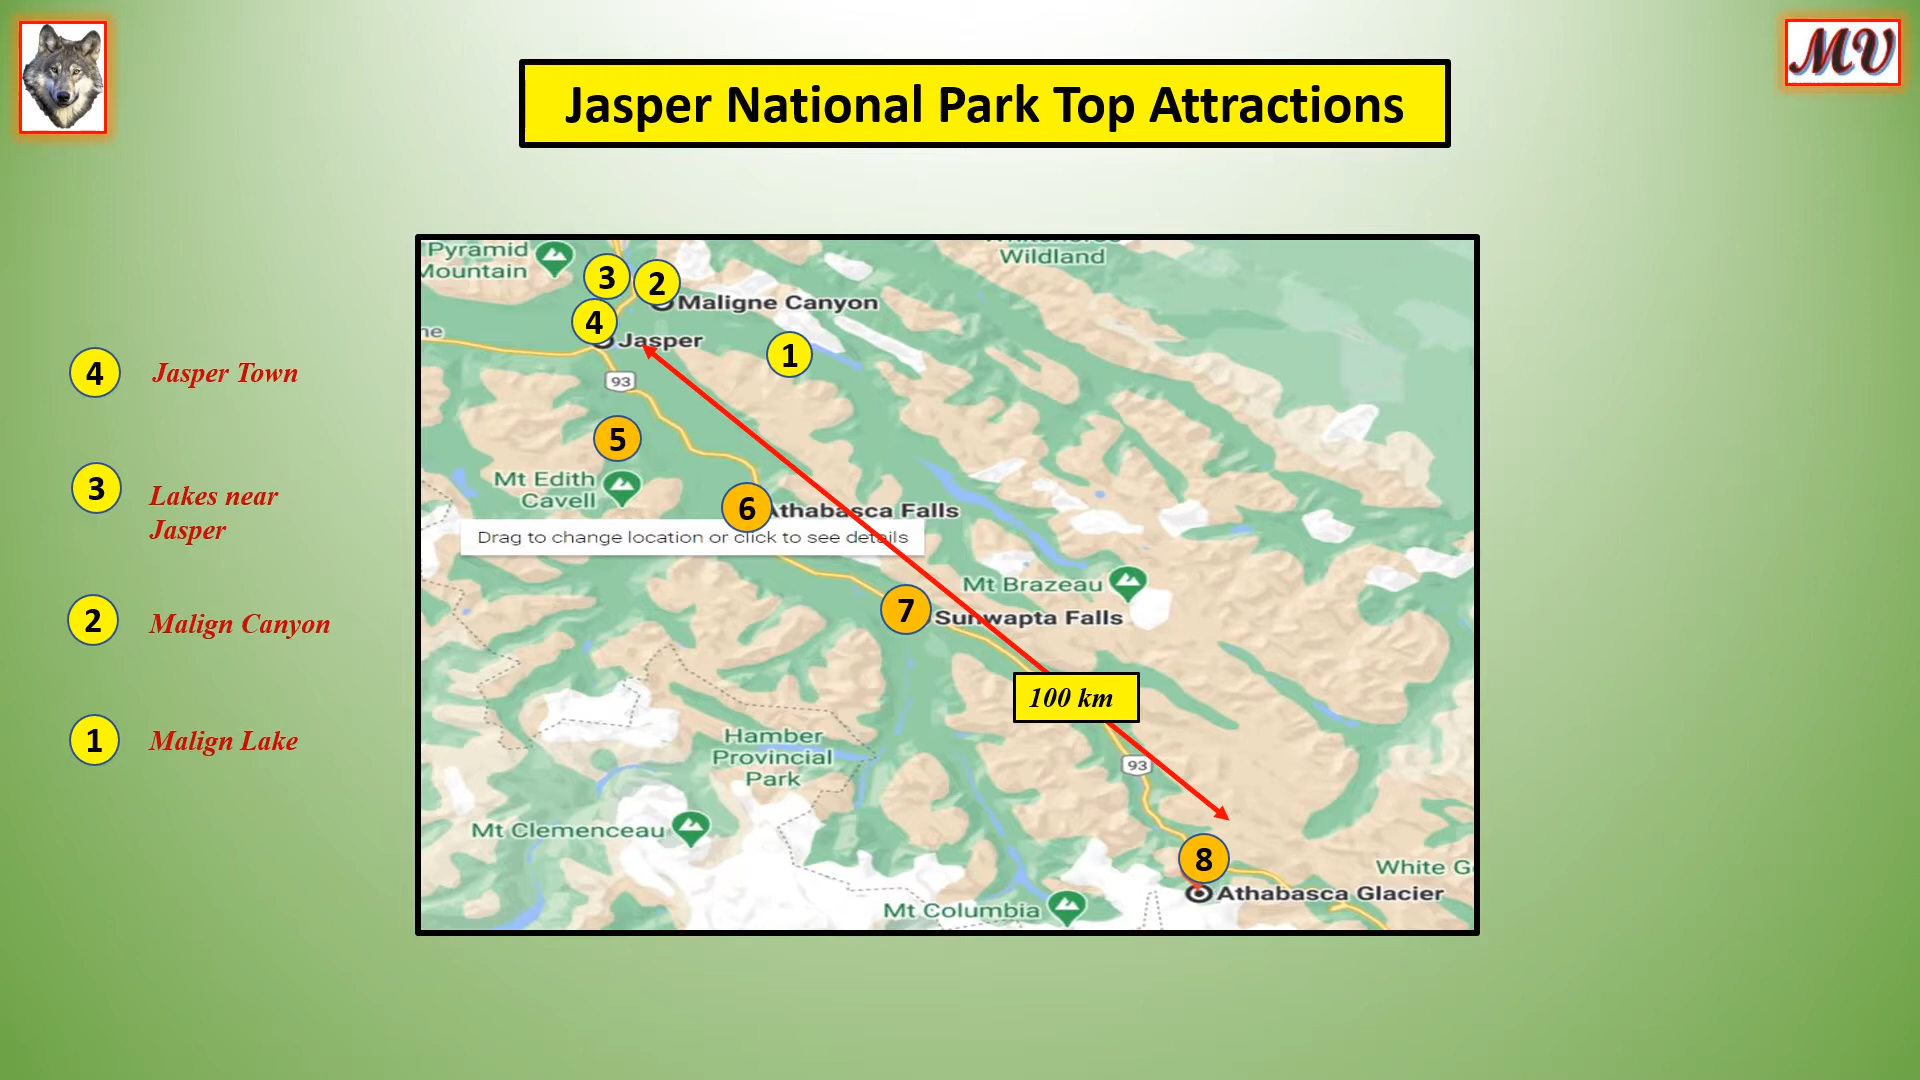 MV
Jasper National Park Top Attractions
Pyramid
Mountain
3
2
Wildland
Maligne Canyon
4
Jasper
1
93
5
Mt Edith
Cavell
6
Athabasca Falls
Drag to change location or click to see details
Mt Brazeau
7
Sunwapta Falls
100 km
Hamber
Provincial
Park
93
Mt Clemenceau
8
White G
Athabasca Glacier
Mt Columbia
4 Jasper Town
3 Lakes near
Jasper
2 Malign Canyon
1 Malign Lake